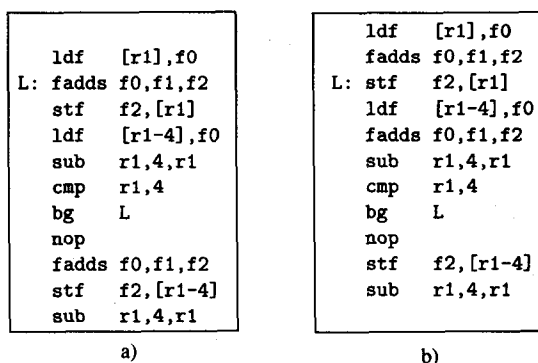 ldf [r1],f0
L: fadds f0,f1,f2
stf f2,[r1]
ldf [r1-4],f0
sub r1,4,r1
cmp r1,4
bg L
nop
fadds f0,f1,f2
stf f2,[r1-4]
sub r1,4,r1
a)
ldf [r1],f0
fadds f0,f1,f2
L: stf f2,[r1]
ldf [r1-4],f0
fadds f0,f1,f2
sub r1,4,r1
cmp r1,4
bg L
nop
stf f2,[r1-4]
sub r1,4,r1
b)